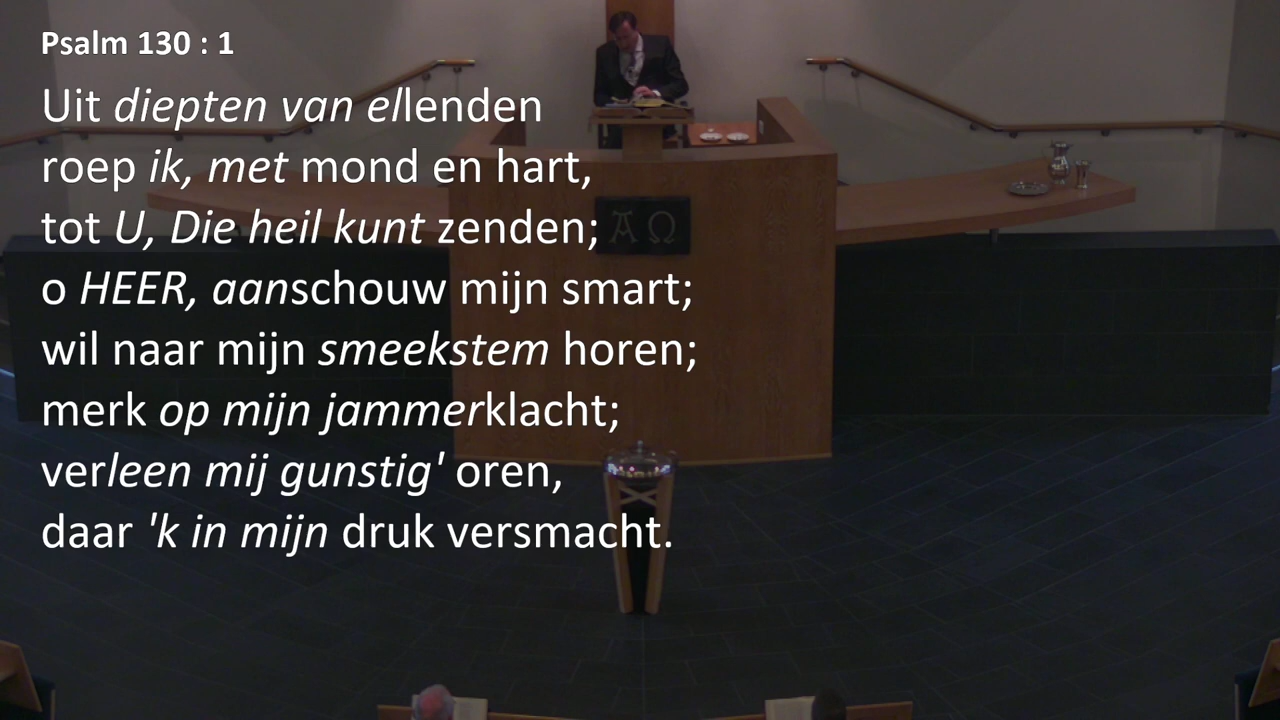 Psalm 130 : 1
Uit diepten van ellenden
roep ik, met mond en hart,
tot U, Die heil kunt zenden;
o HEER, aanschouw mijn smart;
wil naar mijn smeekstem horen;
merk op mijn jammerklacht;
verleen mij gunstig' oren,
daar 'k in mijn druk versmacht.
Α Ω